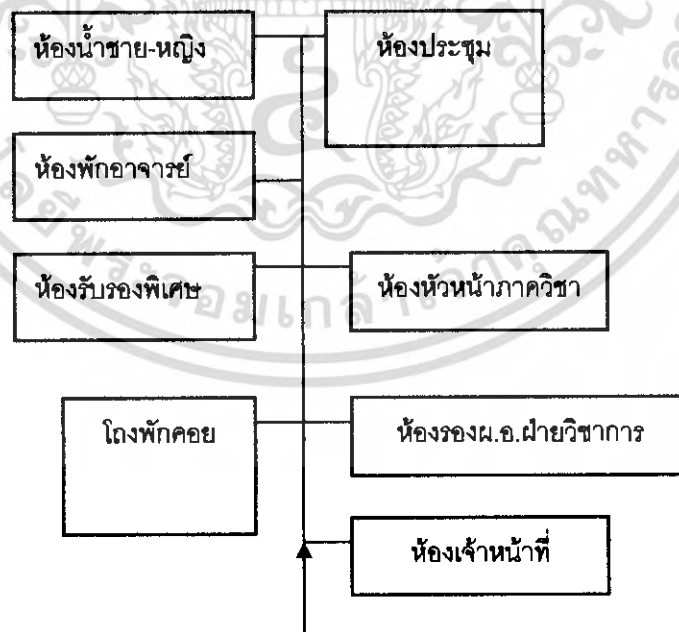 ห้องน้ำชาย-หญิง
ห้องประชุม
ห้องพักอาจารย์
ห้องรับรองพิเศษ
ห้องหัวหน้าภาควิชา
โถงพักคอย
ห้องรองผ.อ.ฝ่ายวิชาการ
ห้องเจ้าหน้าที่